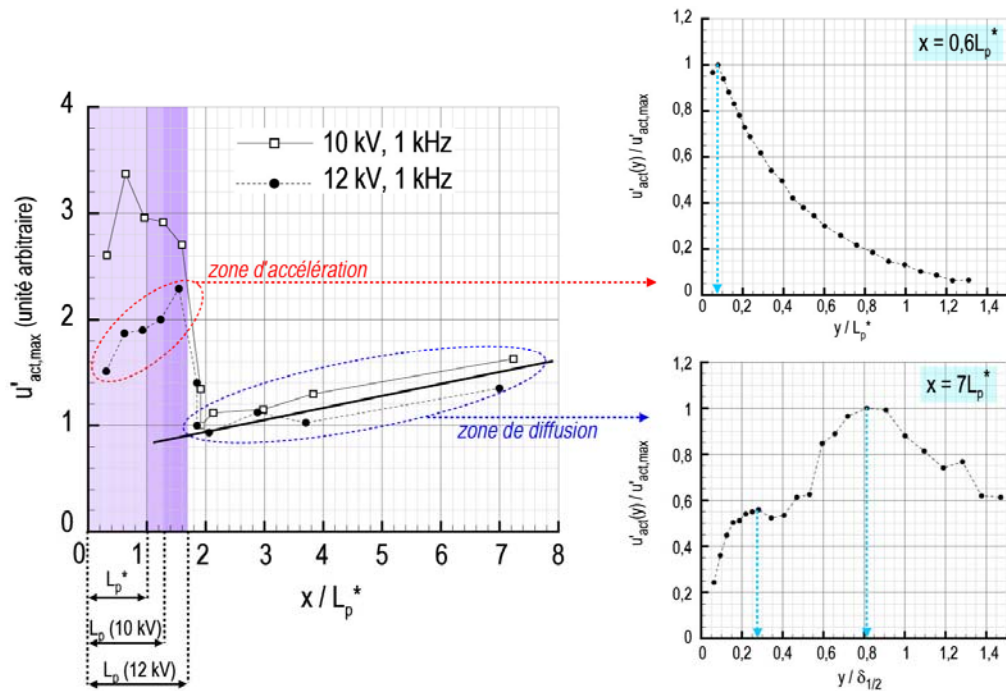 u'act,max (unité arbitraire)
4
3
2
1
0
10 kV, 1 kHz
12 kV, 1 kHz
zone d'accélération
zone de diffusion
1 2 3 4 5 6 7 8
x / Lp*
Lp*
Lp (10 kV)
Lp (12 kV)
x = 0,6Lp*
u'act(y) / u'act,max
1,2
1
0,8
0,6
0,4
0,2
0
0 0,2 0,4 0,6 0,8 1 1,2 1,4
y / Lp*
x = 7Lp*
u'act(y) / u'act,max
1,2
1
0,8
0,6
0,4
0,2
0
0 0,2 0,4 0,6 0,8 1 1,2 1,4
y / δ1/2